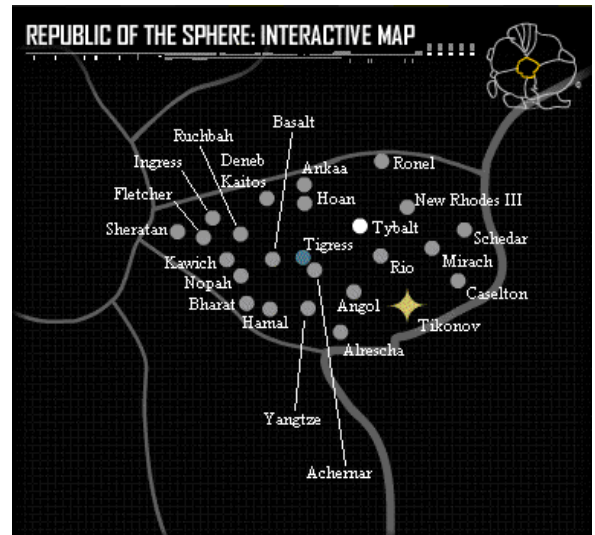 REPUBLIC OF THE SPHERE: INTERACTIVE MAP
Basalt
Ruchbah
Deneb
Kaitos
Ingress
Ankaa
Ronel
Fletcher
Hoan
New Rhodes III
Sheratan
Tybalt
Schedar
Tigress
Kawich
Rio
Mirach
Nopah
Caselton
Bharat
Angol
Hamal
Tikonov
Alrescha
Yangtze
Achernar